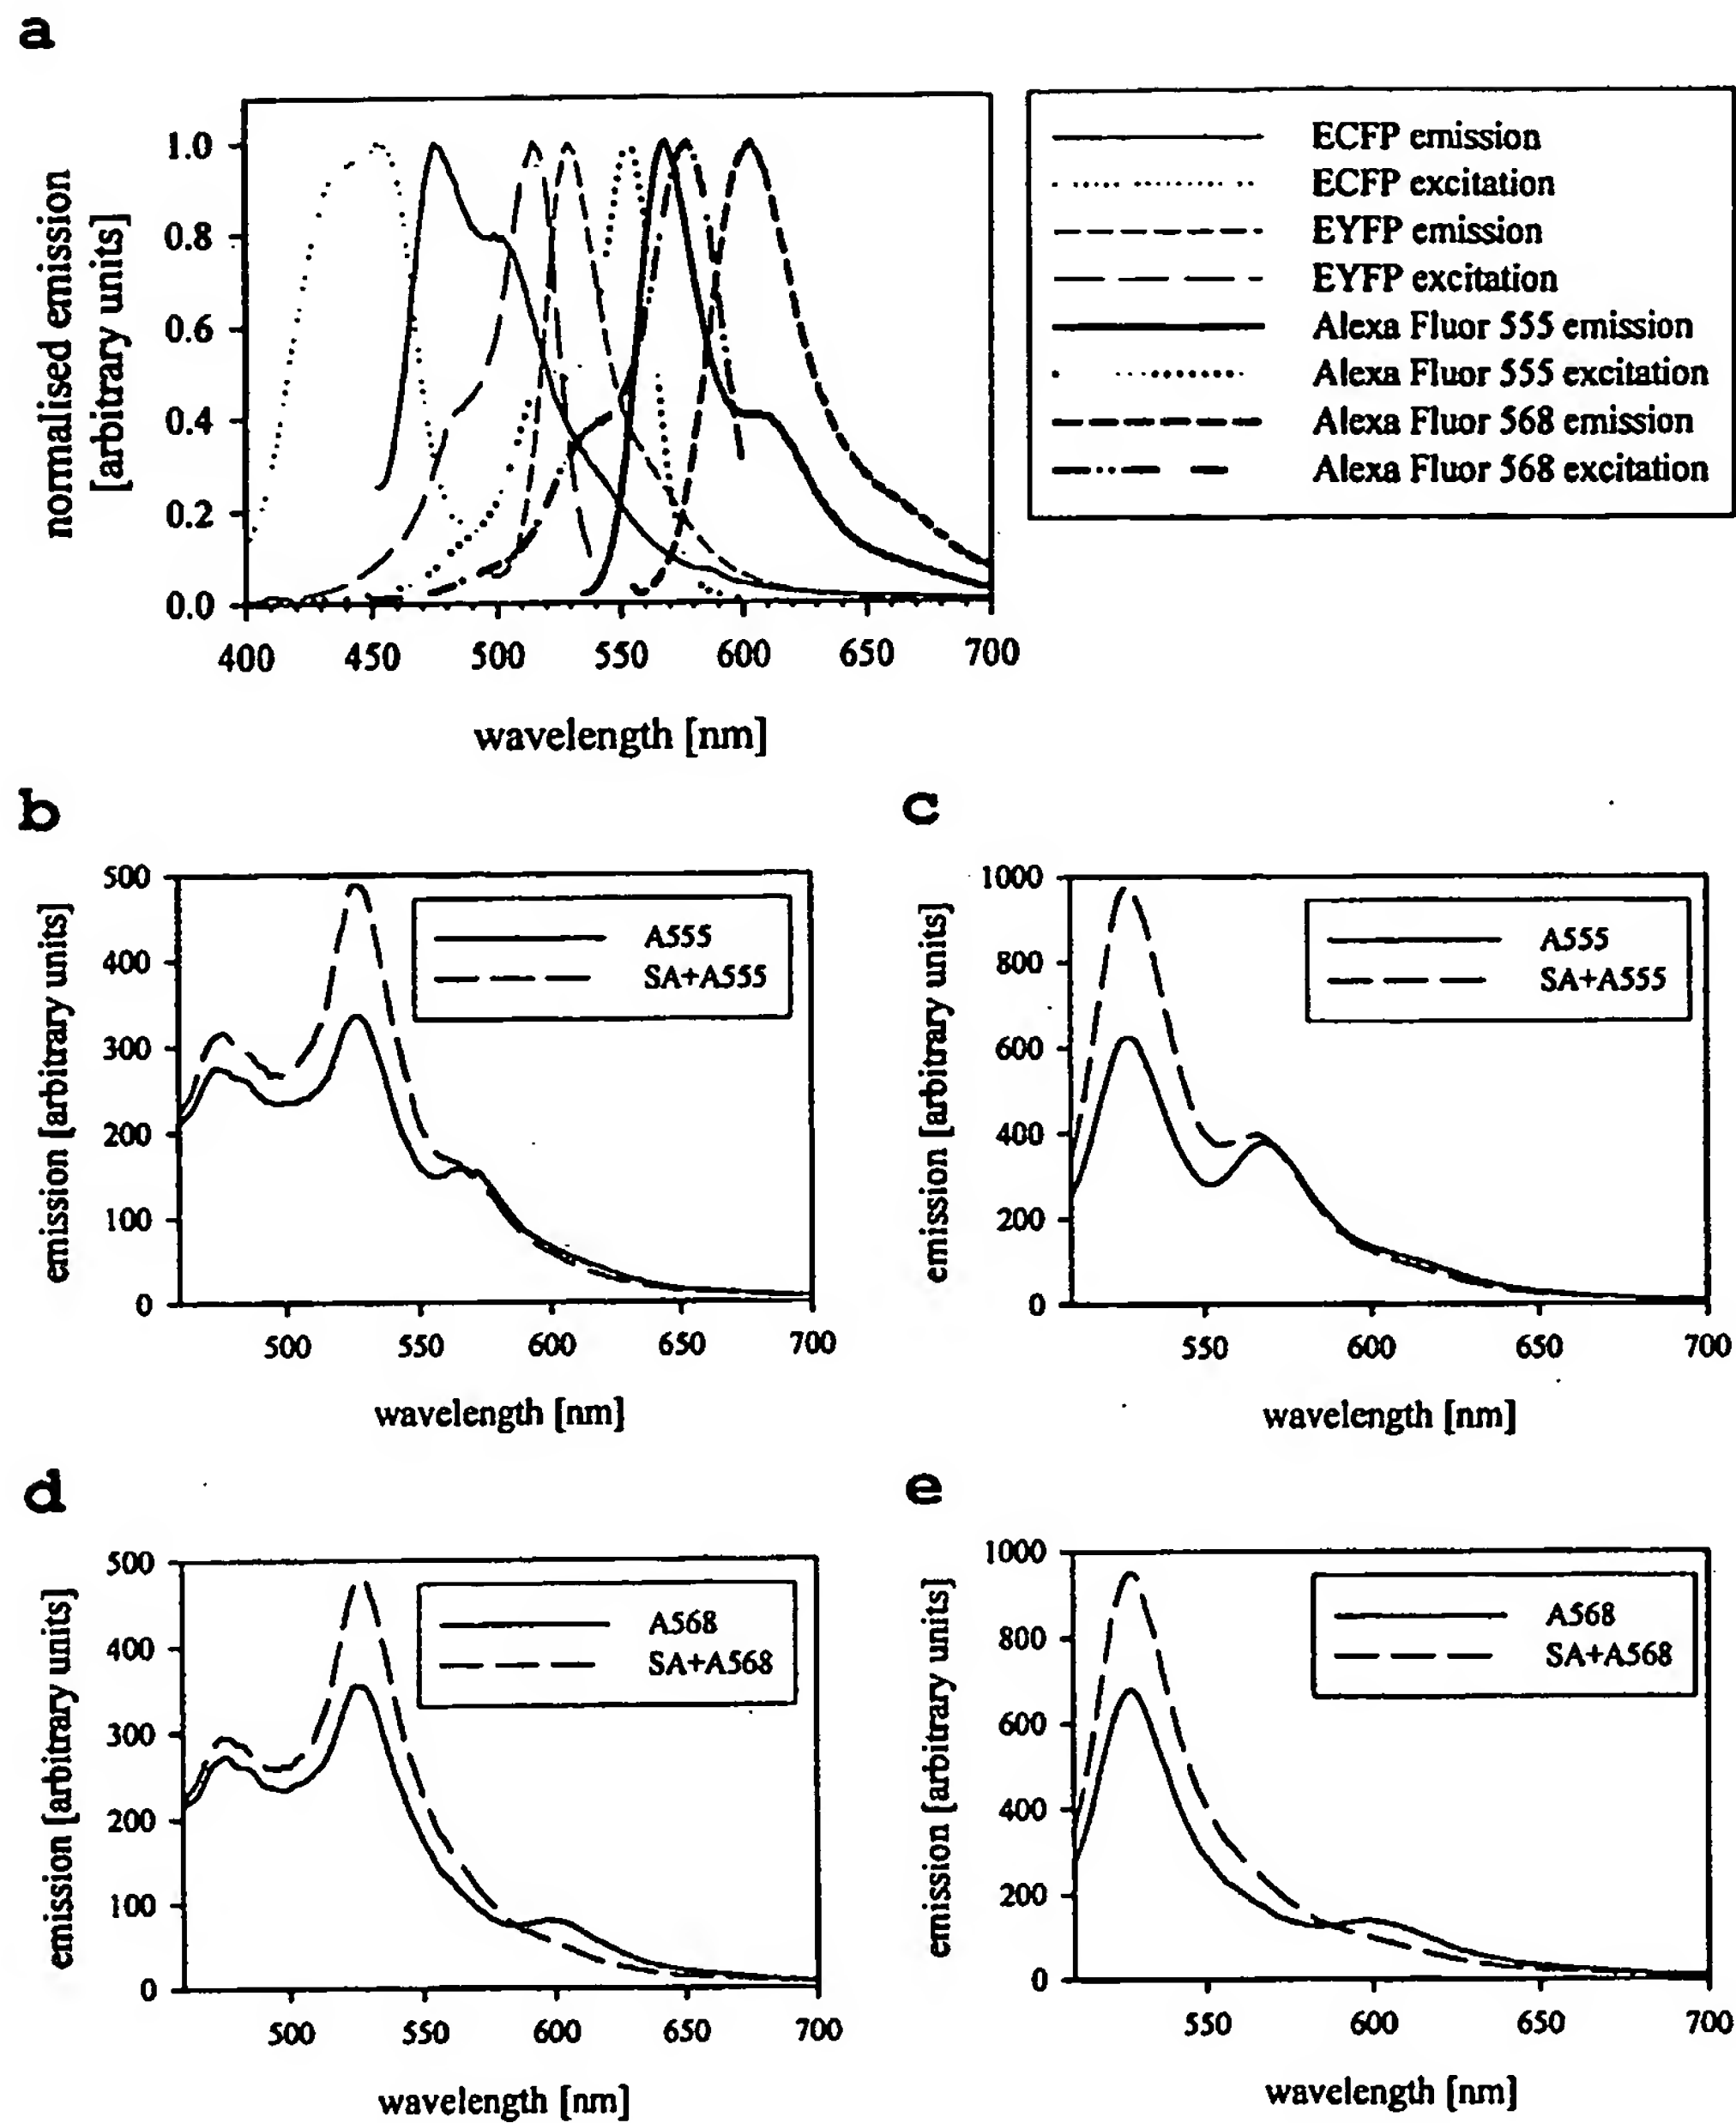 a
normalised emission
[arbitrary units]
1.0
0.8
0.6
0.4
0.2
0.0
400 450 500 550 600 650 700
wavelength [nm]
ECFP emission
ECFP excitation
EYFP emission
EYFP excitation
Alexa Fluor 555 emission
Alexa Fluor 555 excitation
Alexa Fluor 568 emission
Alexa Fluor 568 excitation
b
emission [arbitrary units]
500
400
300
200
100
0
A555
SA+A555
500 550 600 650 700
wavelength [nm]
c
emission [arbitrary units]
1000
800
600
400
200
0
A555
SA+A555
550 600 650 700
wavelength [nm]
d
emission [arbitrary units]
500
400
300
200
100
0
A568
SA+A568
500 550 600 650 700
wavelength [nm]
e
emission [arbitrary units]
1000
800
600
400
200
0
A568
SA+A568
550 600 650 700
wavelength [nm]